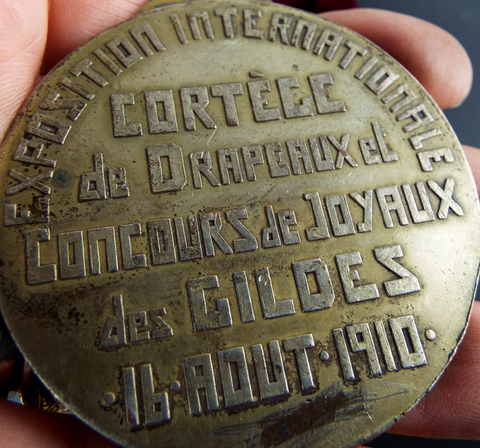 EXPOSITION INTERNATIONALE
CORTÈGE
de DRAPEAUX et
CONCOURS de JOYAUX
des GILDES
· 16 · AOUT · 1910 ·